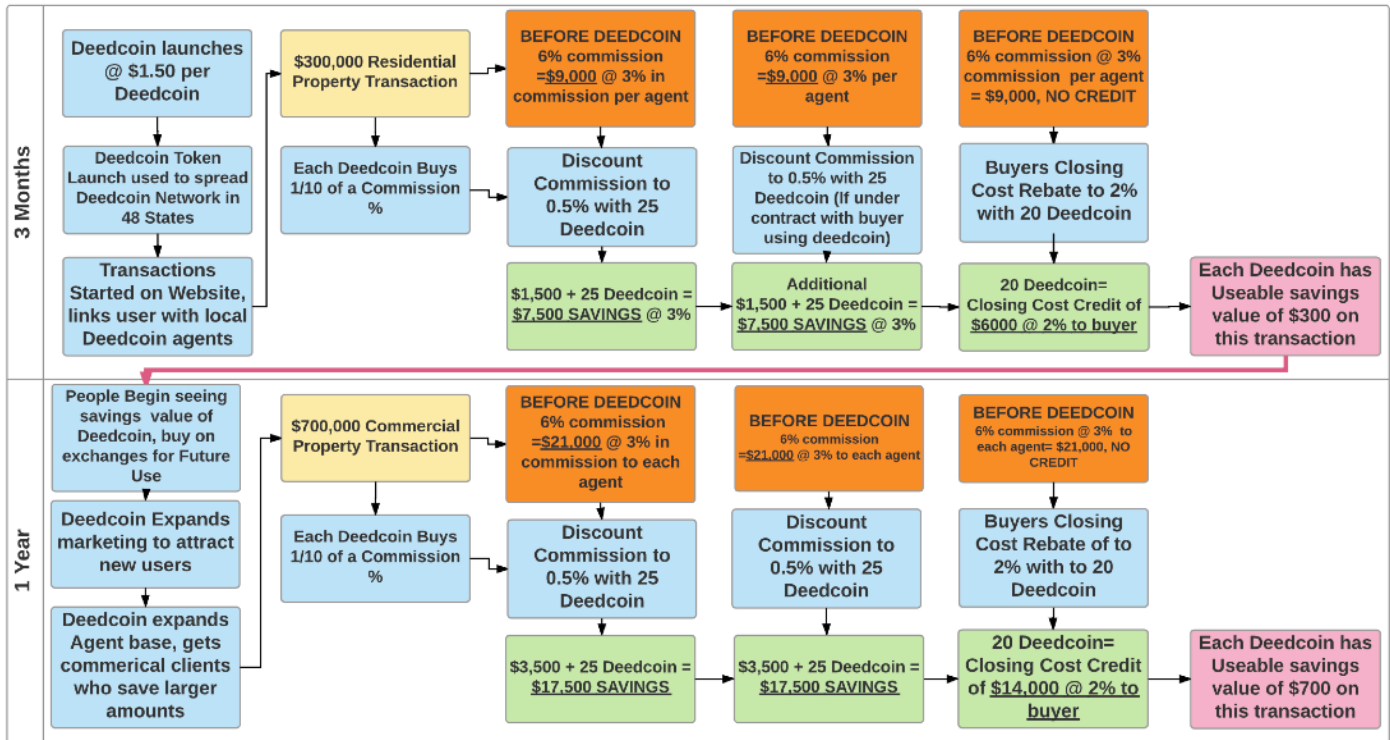 3 Months
Deedcoin launches
@ $1.50 per
Deedcoin
Deedcoin Token
Launch used to spread
Deedcoin Network in
48 States
Transactions
Started on Website,
links user with local
Deedcoin agents
$300,000 Residential
Property Transaction
Each Deedcoin Buys
1/10 of a Commission
%
BEFORE DEEDCOIN
6% commission
=$9,000 @ 3% in
commission per agent
Discount
Commission to
0.5% with 25
Deedcoin
$1,500 + 25 Deedcoin =
$7,500 SAVINGS @ 3%
BEFORE DEEDCOIN
6% commission
=$9,000 @ 3% per
agent
Discount Commission
to 0.5% with 25
Deedcoin (If under
contract with buyer
using deedcoin)
Additional
$1,500 + 25 Deedcoin =
$7,500 SAVINGS @ 3%
BEFORE DEEDCOIN
6% commission @ 3%
commission per agent
= $9,000, NO CREDIT
Buyers Closing
Cost Rebate to 2%
with 20 Deedcoin
20 Deedcoin=
Closing Cost Credit of
$6000 @ 2% to buyer
Each Deedcoin has
Useable savings
value of $300 on
this transaction
1 Year
People Begin seeing
savings value of
Deedcoin, buy on
exchanges for Future
Use
Deedcoin Expands
marketing to attract
new users
Deedcoin expands
Agent base, gets
commerical clients
who save larger
amounts
$700,000 Commercial
Property Transaction
Each Deedcoin Buys
1/10 of a Commission
%
BEFORE DEEDCOIN
6% commission
=$21,000 @ 3% in
commission to each
agent
Discount
Commission to
0.5% with 25
Deedcoin
$3,500 + 25 Deedcoin =
$17,500 SAVINGS
BEFORE DEEDCOIN
6% commission
=$21,000 @ 3% to each agent
Discount
Commission to
0.5% with 25
Deedcoin
$3,500 + 25 Deedcoin =
$17,500 SAVINGS
BEFORE DEEDCOIN
6% commission @ 3% to
each agent= $21,000, NO
CREDIT
Buyers Closing
Cost Rebate of to
2% with to 20
Deedcoin
20 Deedcoin=
Closing Cost Credit
of $14,000 @ 2% to
buyer
Each Deedcoin has
Useable savings
value of $700 on
this transaction